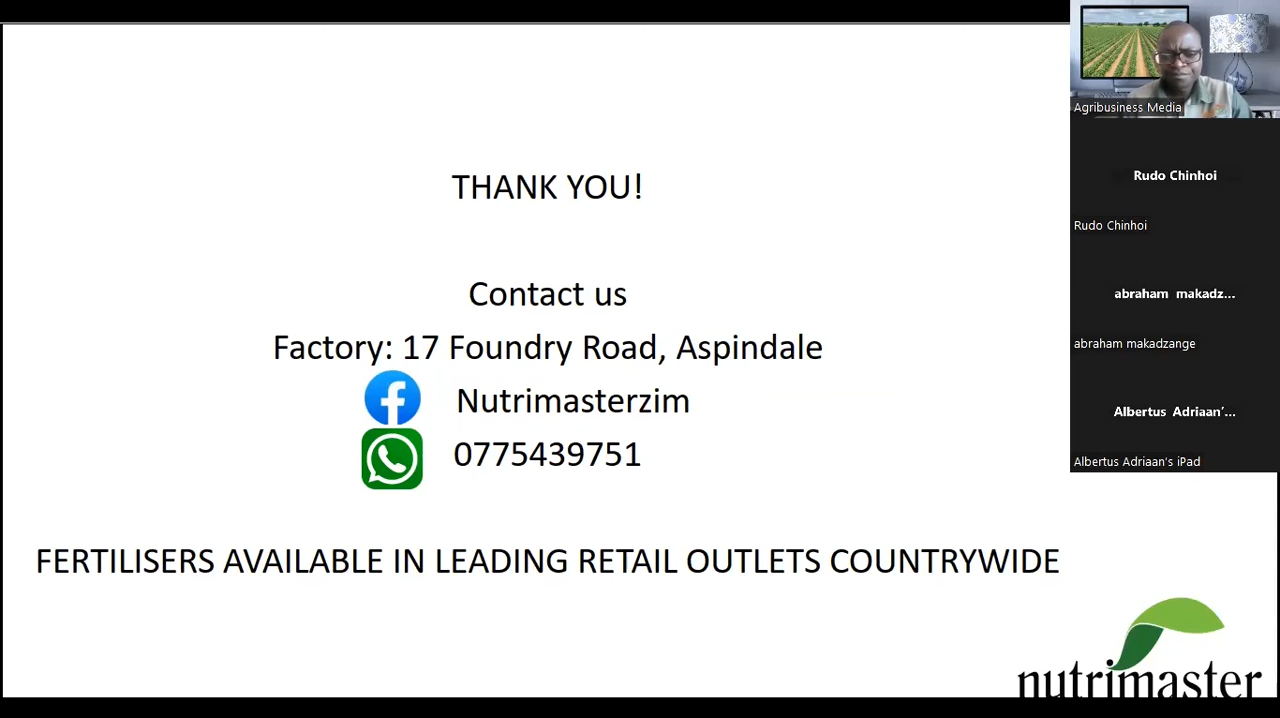 THANK YOU!
Contact us
Factory: 17 Foundry Road, Aspindale
Nutrimasterzim
0775439751
FERTILISERS AVAILABLE IN LEADING RETAIL OUTLETS COUNTRYWIDE
nutrimaster
Agribusiness Media
Rudo Chinhoi
Rudo Chinhoi
abraham makadz...
abraham makadzange
Albertus Adriaan'...
Albertus Adriaan's iPad